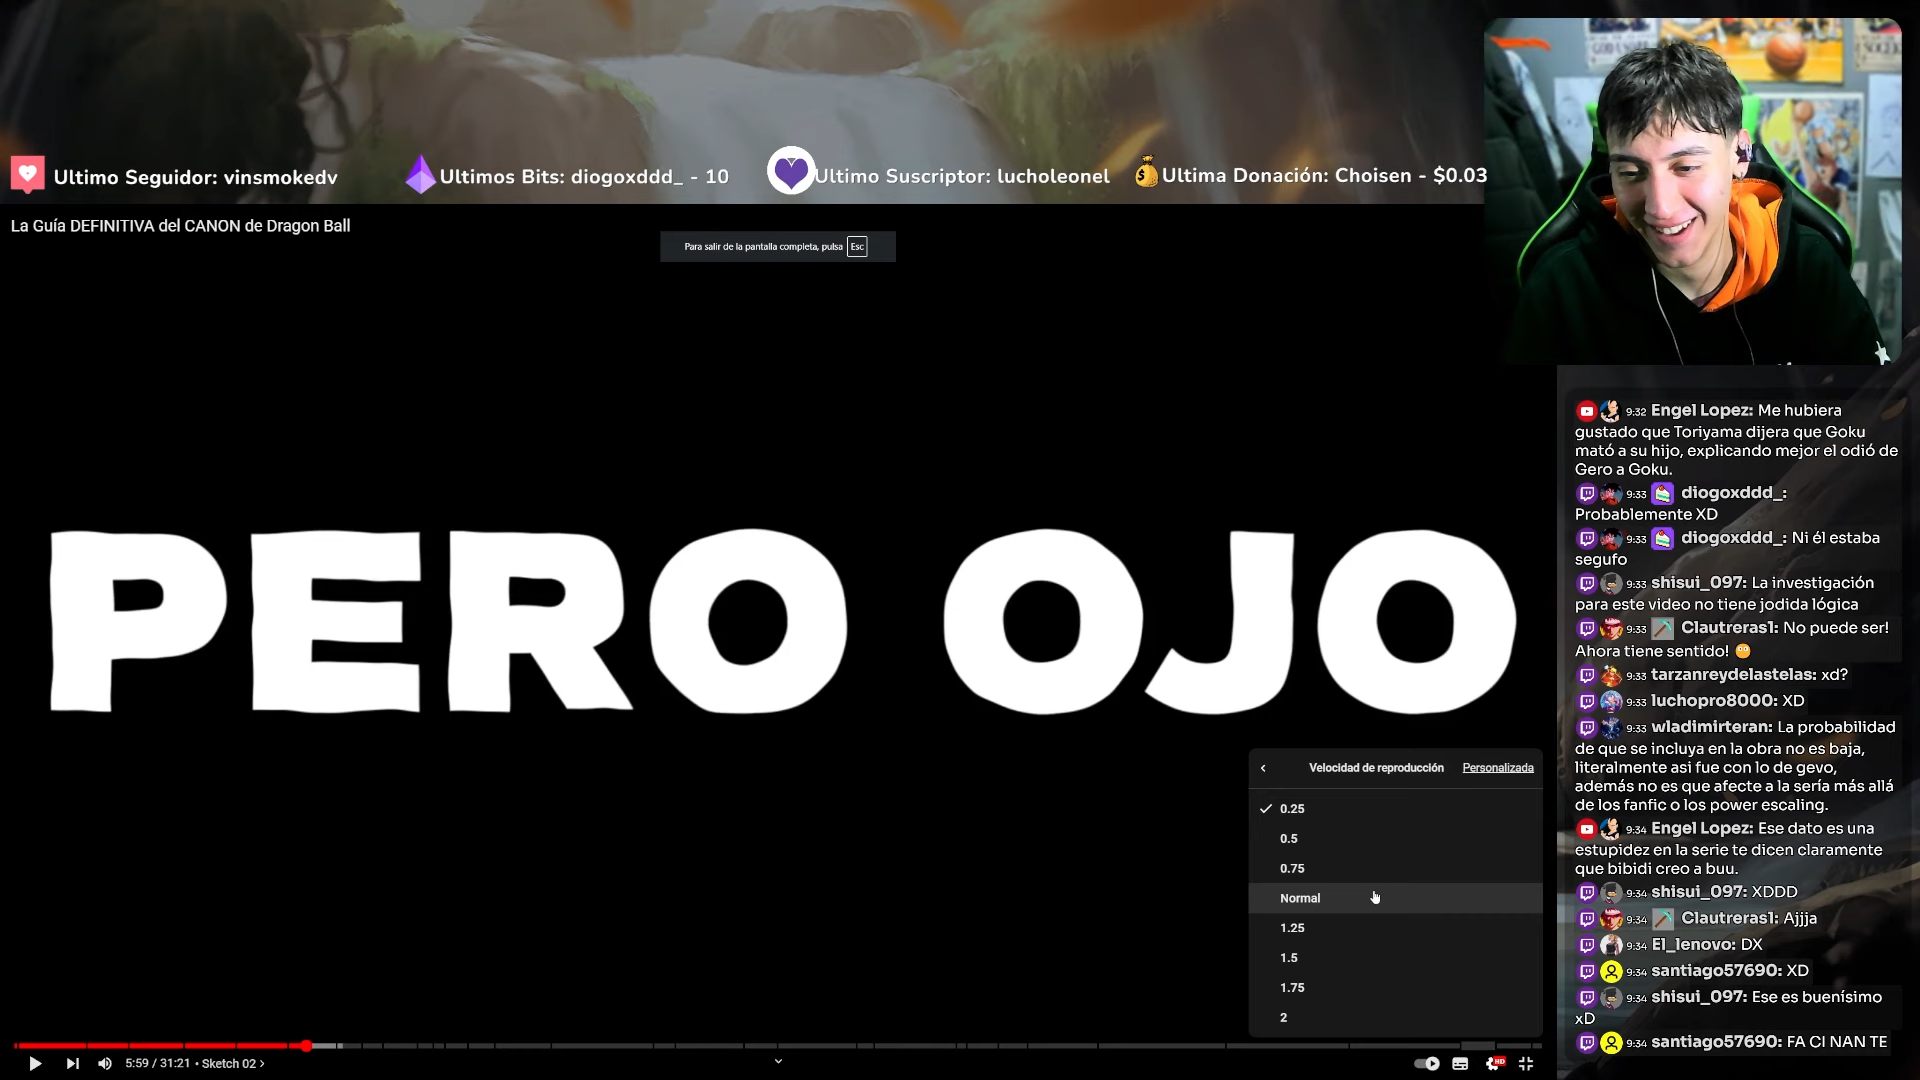 Ultimo Seguidor: vinsmokedv
Ultimos Bits: diogoxddd_ - 10
Ultimo Suscriptor: lucholeonel
Ultima Donación: Choisen - $0.03
La Guía DEFINITIVA del CANON de Dragon Ball
Para salir de la pantalla completa, pulsa Esc
PERO OJO
Velocidad de reproducción Personalizada
0.25
0.5
0.75
Normal
1.25
1.5
1.75
2
5:59 / 31:21 • Sketch 02
HD
9:32 Engel Lopez: Me hubiera
gustado que Toriyama dijera que Goku
mató a su hijo, explicando mejor el odió de
Gero a Goku.
9:33 diogoxddd_:
Probablemente XD
9:33 diogoxddd_: Ni él estaba
segufo
9:33 shisui_097: La investigación
para este video no tiene jodida lógica
9:33 Clautreras1: No puede ser!
Ahora tiene sentido!
9:33 tarzanreydelastelas: xd?
9:33 luchopro8000: XD
9:33 wladimirteran: La probabilidad
de que se incluya en la obra no es baja,
literalmente asi fue con lo de gevo,
además no es que afecte a la sería más allá
de los fanfic o los power escaling.
9:34 Engel Lopez: Ese dato es una
estupidez en la serie te dicen claramente
que bibidi creo a buu.
9:34 shisui_097: XDDD
9:34 Clautreras1: Ajjja
9:34 El_lenovo: DX
9:34 santiago57690: XD
9:34 shisui_097: Ese es buenísimo
xD
9:34 santiago57690: FA CI NAN TE